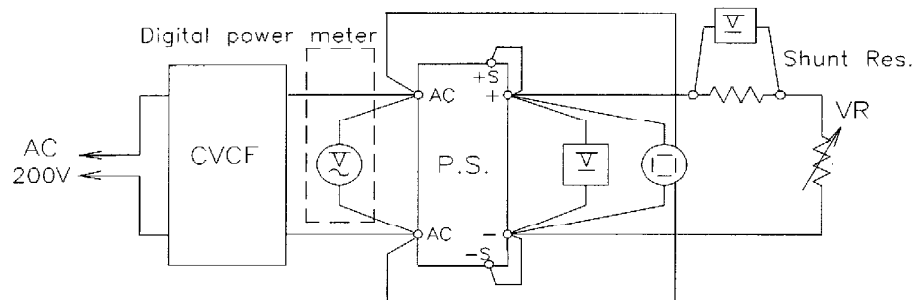 Digital power meter
Shunt Res.
V
+S
AC
+
VR
AC
200V
CVCF
V
P.S.
V
AC
-
-S